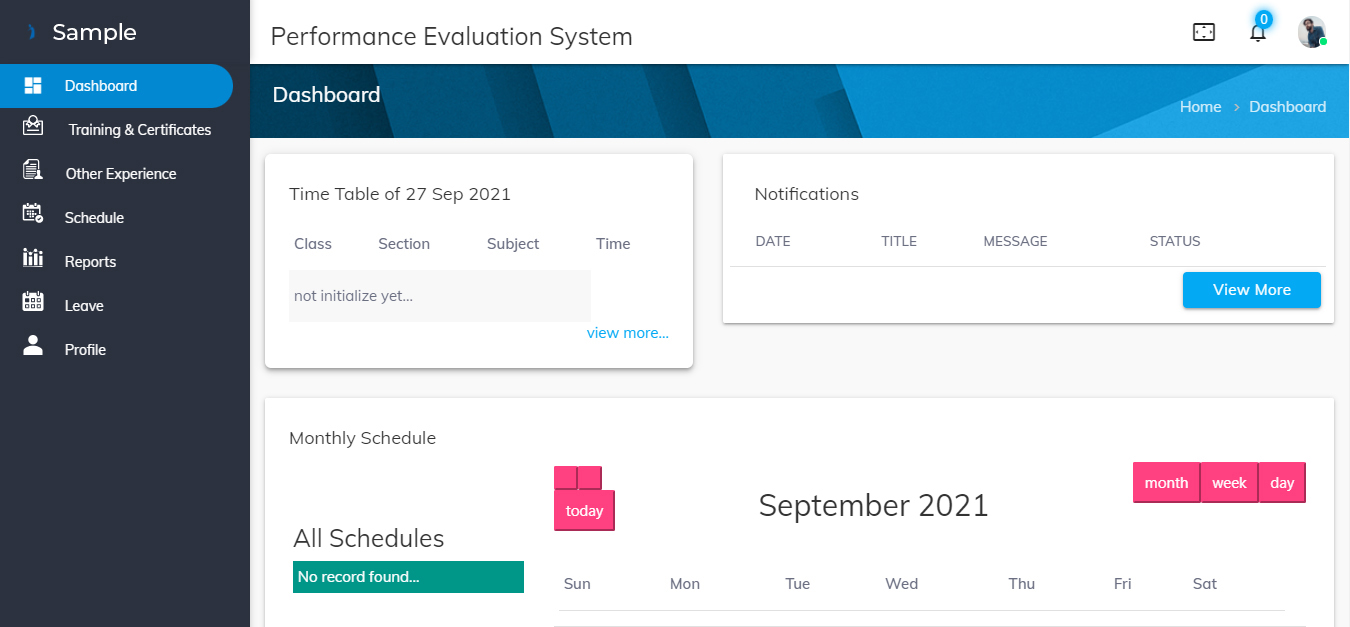 Sample
Performance Evaluation System
0
Dashboard
Training & Certificates
Other Experience
Schedule
Reports
Leave
Profile
Dashboard
Home > Dashboard
Time Table of 27 Sep 2021
Class Section Subject Time
not initialize yet...
view more...
Notifications
DATE TITLE MESSAGE STATUS
View More
Monthly Schedule
All Schedules
No record found...
today
September 2021
month week day
Sun Mon Tue Wed Thu Fri Sat